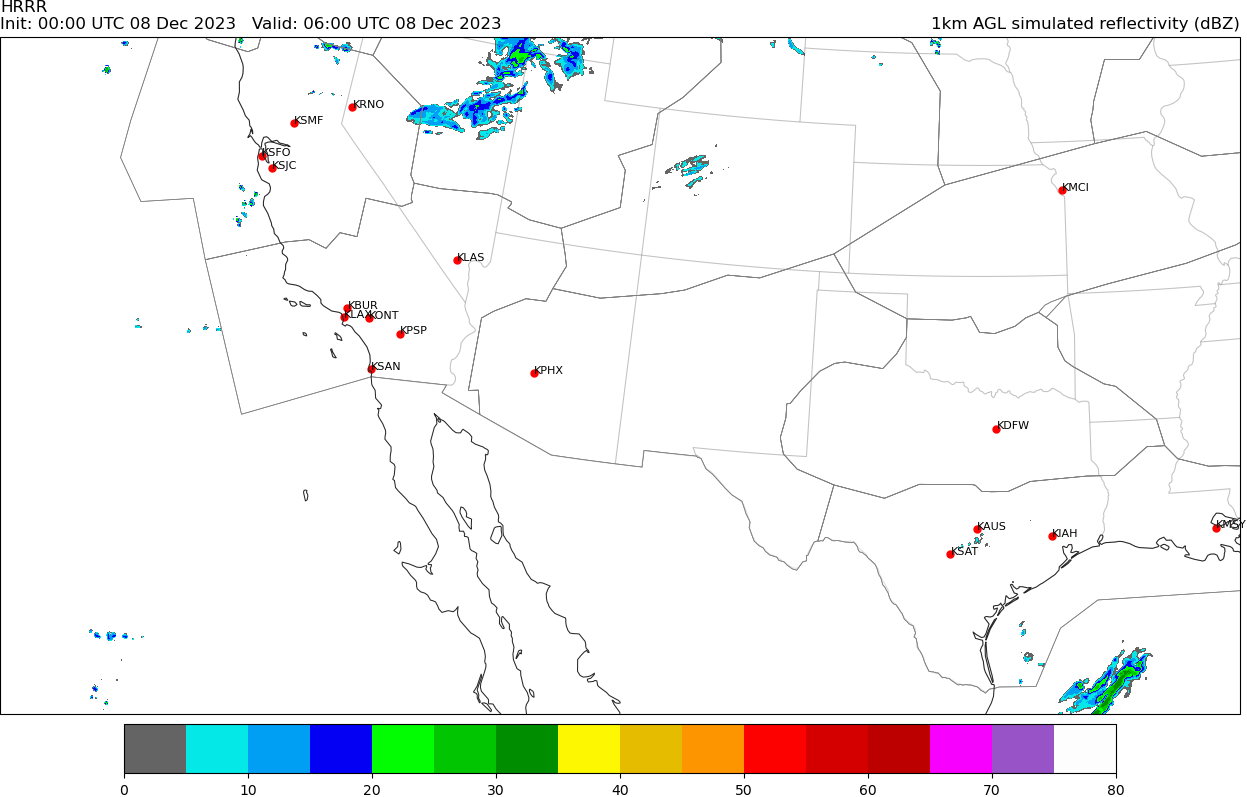 HRRR
Init: 00:00 UTC 08 Dec 2023   Valid: 06:00 UTC 08 Dec 2023   1km AGL simulated reflectivity (dBZ)
KRNO
KSMF
KSFO
KSJC
KMCI
KLAS
KBUR
KLAX
KONT
KPSP
KSAN
KPHX
KDFW
KAUS
KMSY
KIAH
KSAT
0 10 20 30 40 50 60 70 80